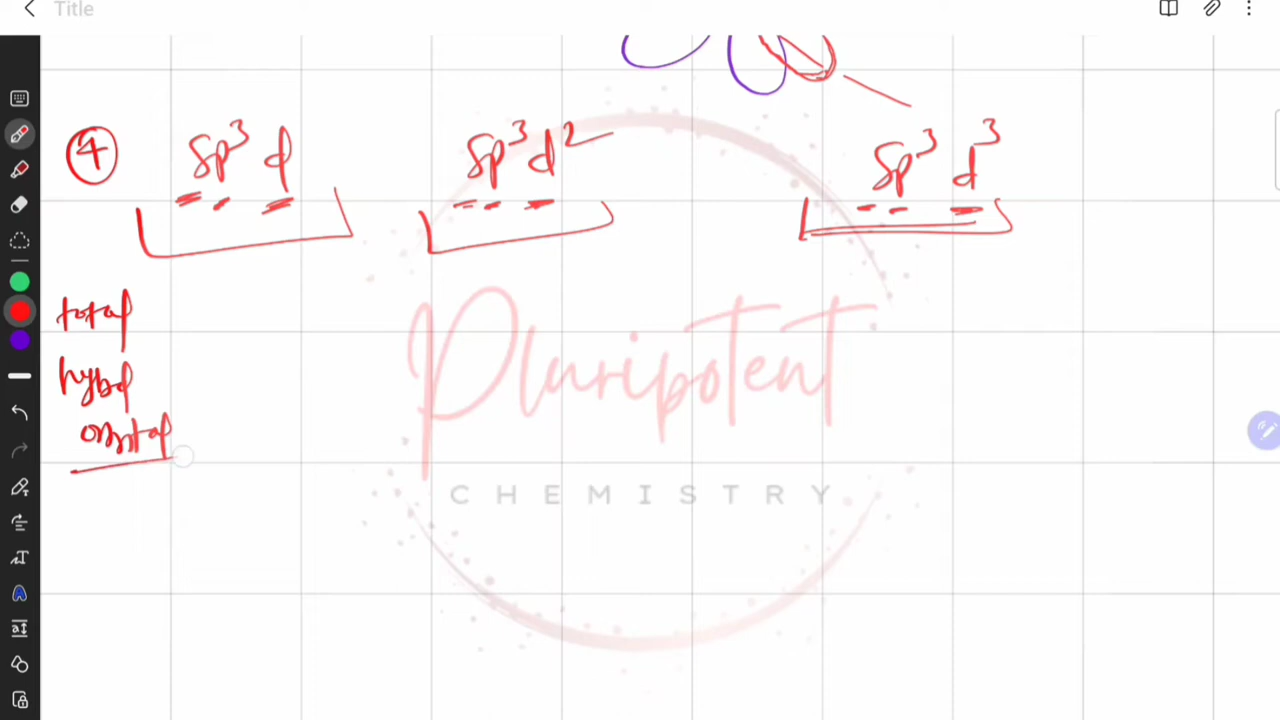 Title
4 sp³d sp³d² sp³d³
total
hybd
orbital
Pluripotent
CHEMISTRY